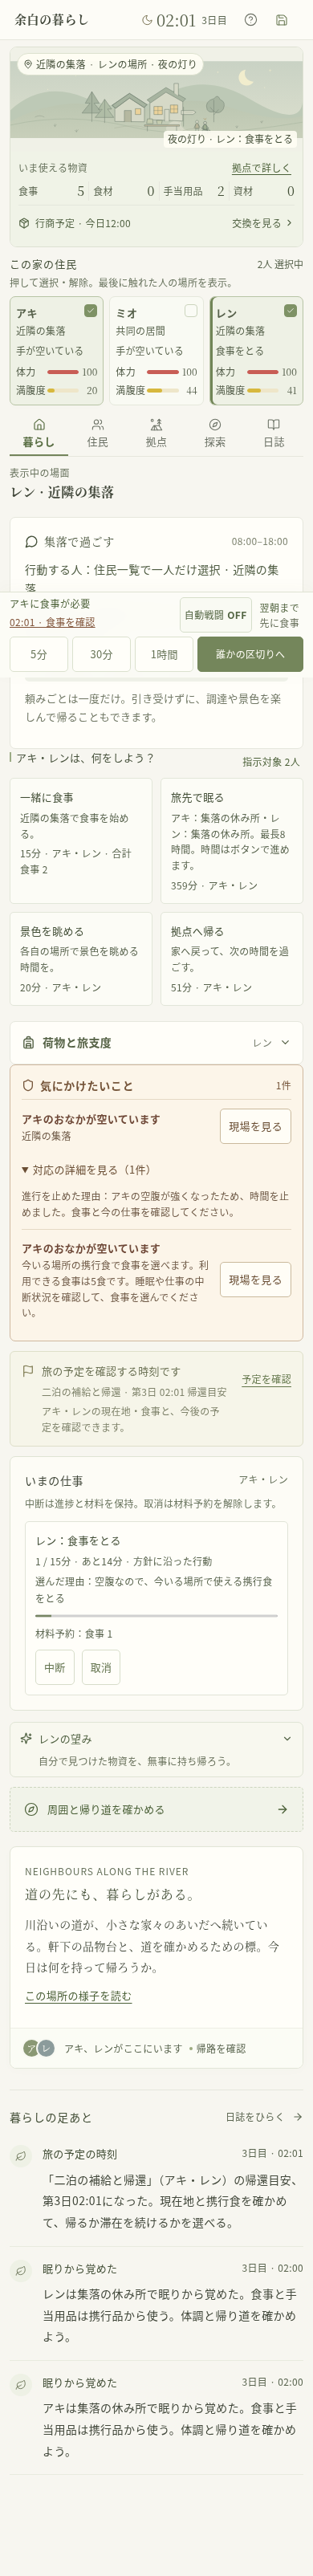 余白の暮らし
02:01 3日目
近隣の集落 · レンの場所 · 夜の灯り
夜の灯り · レン：食事をとる
いま使える物資
拠点で詳しく
食事 5
食材 0
手当用品 2
資材 0
行商予定 · 今日12:00
交換を見る
この家の住民
2人 選択中
押して選択・解除。最後に触れた人の場所を表示。
アキ
近隣の集落
手が空いている
体力 100
満腹度 20
ミオ
共同の居間
手が空いている
体力 100
満腹度 44
レン
近隣の集落
食事をとる
体力 100
満腹度 41
暮らし
住民
拠点
探索
日誌
表示中の場面
レン · 近隣の集落
集落で過ごす
08:00–18:00
行動する人：住民一覧で一人だけ選択 · 近隣の集
落
アキに食事が必要
02:01 · 食事を確認
自動戦闘 OFF
翌朝まで
先に食事
5分
30分
1時間
誰かの区切りへ
頼みごとは一度だけ。引き受けずに、調達や景色を楽
しんで帰ることもできます。
アキ・レンは、何をしよう？
指示対象 2人
一緒に食事
近隣の集落で食事を始め
る。
15分 · アキ・レン · 合計
食事 2
旅先で眠る
アキ：集落の休み所・レ
ン：集落の休み所。最長8
時間。時間はボタンで進め
ます。
359分 · アキ・レン
景色を眺める
各自の場所で景色を眺める
時間を。
20分 · アキ・レン
拠点へ帰る
家へ戻って、次の時間を過
ごす。
51分 · アキ・レン
荷物と旅支度
レン
気にかけたいこと
1件
アキのおなかが空いています
近隣の集落
現場を見る
▼ 対応の詳細を見る（1件）
進行を止めた理由：アキの空腹が強くなったため、時間を止
めました。食事と今の仕事を確認してください。
アキのおなかが空いています
今いる場所の携行食で食事を選べます。利
用できる食事は5食です。睡眠や仕事の中
断状況を確認して、食事を選んでくださ
い。
現場を見る
旅の予定を確認する時刻です
二泊の補給と帰還 · 第3日 02:01 帰還目安
アキ・レンの現在地・食事と、今後の予
定を確認できます。
予定を確認
いまの仕事
アキ・レン
中断は進捗と材料を保持。取消は材料予約を解除します。
レン：食事をとる
1 / 15分 · あと14分 · 方針に沿った行動
選んだ理由：空腹なので、今いる場所で使える携行食
をとる
材料予約：食事 1
中断
取消
レンの望み
自分で見つけた物資を、無事に持ち帰ろう。
周囲と帰り道を確かめる
NEIGHBOURS ALONG THE RIVER
道の先にも、暮らしがある。
川沿いの道が、小さな家々のあいだへ続いてい
る。軒下の品物台と、道を確かめるための標。今
日は何を持って帰ろうか。
この場所の様子を読む
ア レ アキ、レンがここにいます ・帰路を確認
暮らしの足あと
日誌をひらく
旅の予定の時刻
3日目 · 02:01
「二泊の補給と帰還」（アキ・レン）の帰還目安、
第3日02:01になった。現在地と携行食を確かめ
て、帰るか滞在を続けるかを選べる。
眠りから覚めた
3日目 · 02:00
レンは集落の休み所で眠りから覚めた。食事と手
当用品は携行品から使う。体調と帰り道を確かめ
よう。
眠りから覚めた
3日目 · 02:00
アキは集落の休み所で眠りから覚めた。食事と手
当用品は携行品から使う。体調と帰り道を確かめ
よう。